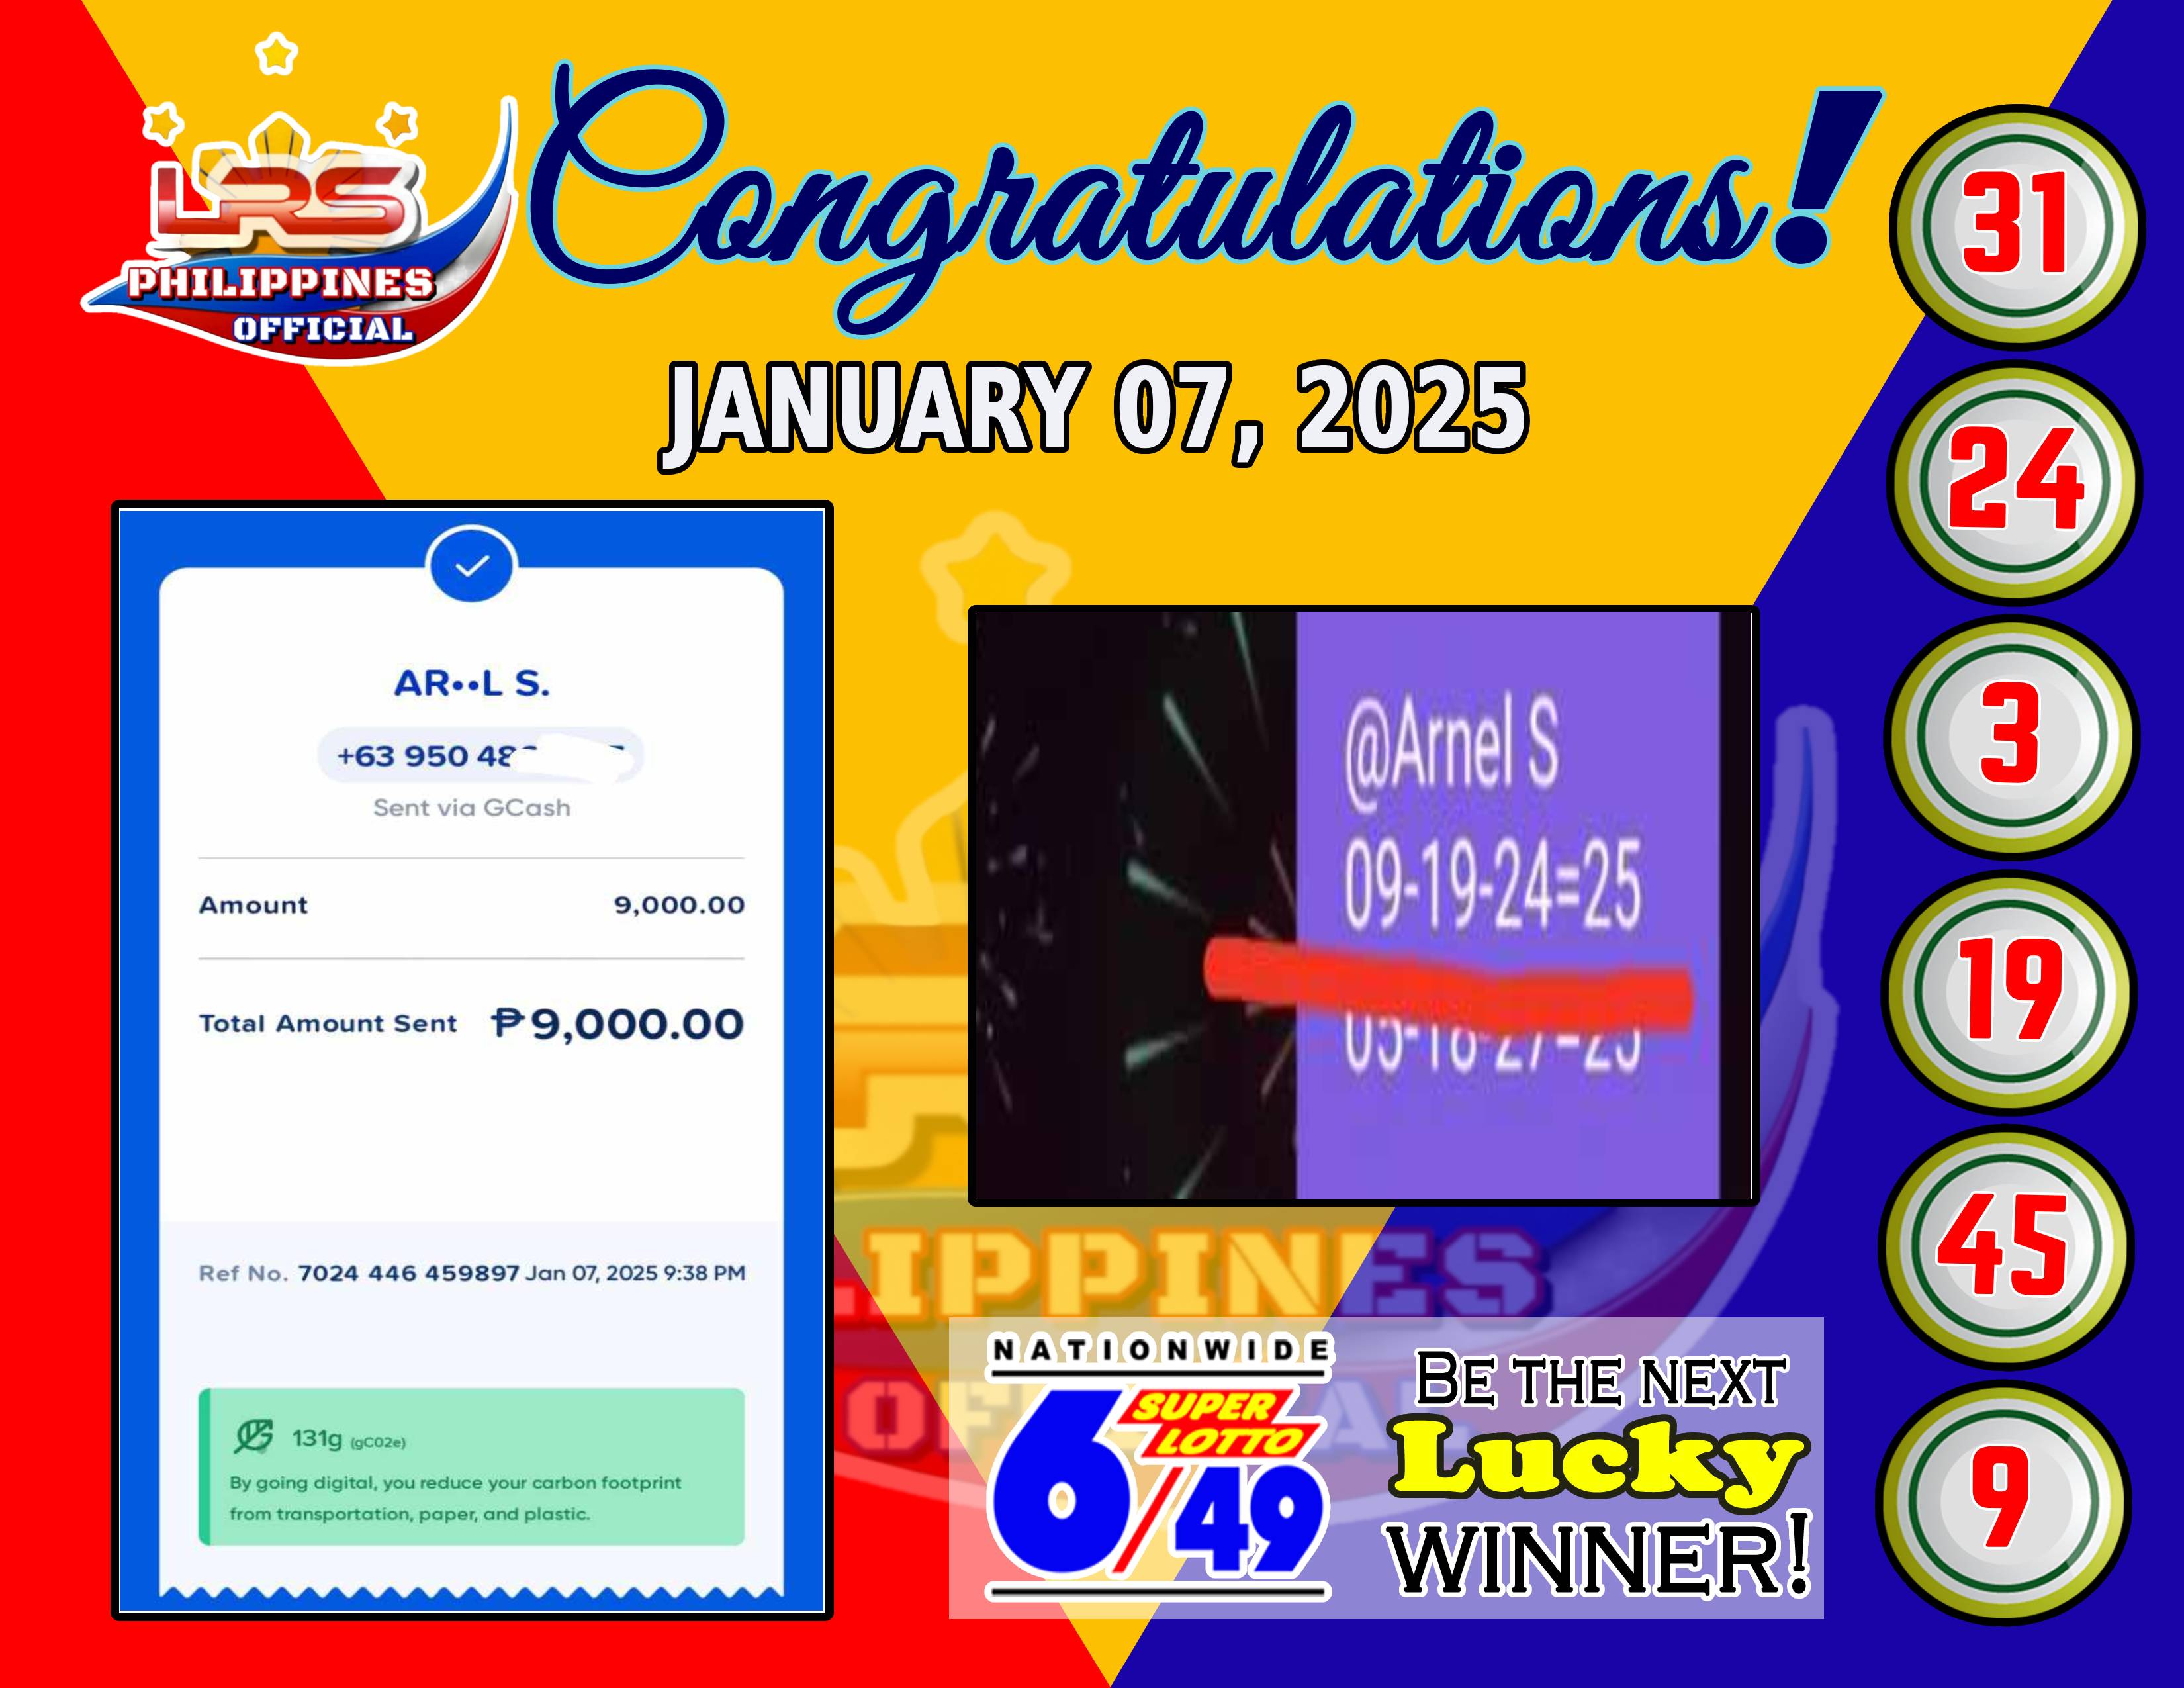 LRS
PHILIPPINES
OFFICIAL
Congratulations!
JANUARY 07, 2025
AR••L S.
+63 950 48
Sent via GCash
Amount 9,000.00
Total Amount Sent ₱9,000.00
Ref No. 7024 446 459897 Jan 07, 2025 9:38 PM
131g (gCO2e)
By going digital, you reduce your carbon footprint
from transportation, paper, and plastic.
@Arnel S
09-19-24=25
NATIONWIDE
SUPER
LOTTO
6/49
BE THE NEXT
Lucky
WINNER!
31
24
3
19
45
9